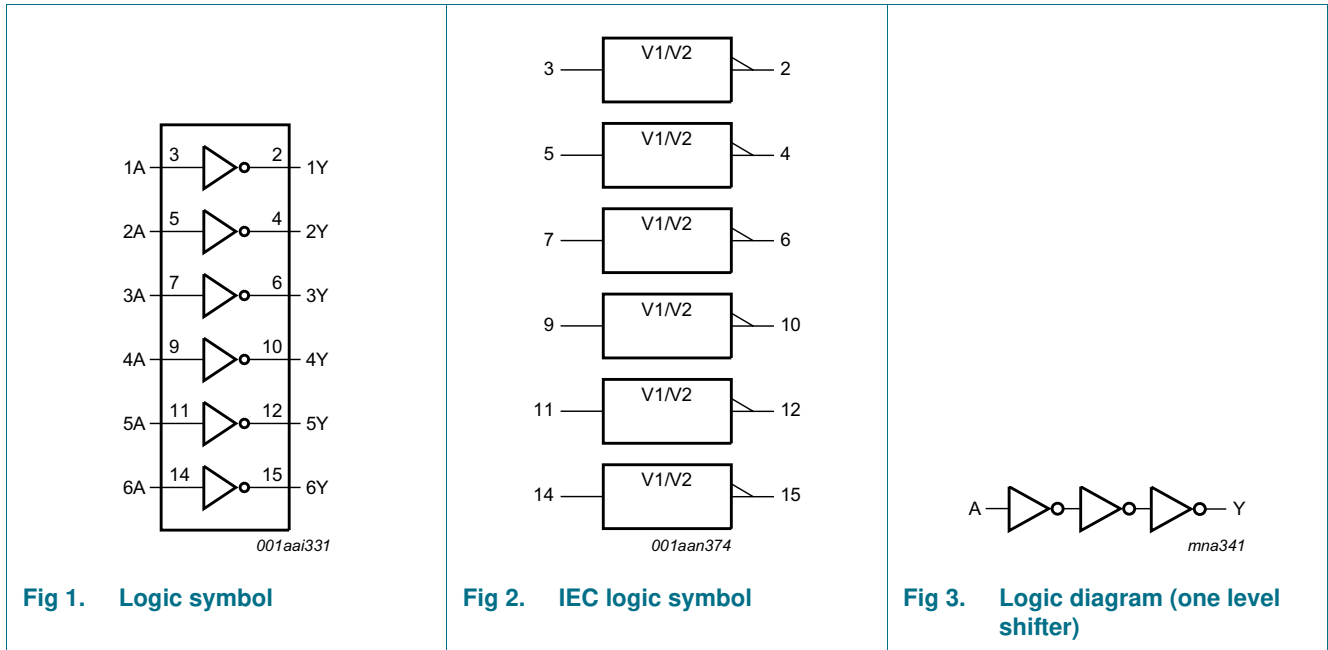 1A 3 2 1Y
2A 5 4 2Y
3A 7 6 3Y
4A 9 10 4Y
5A 11 12 5Y
6A 14 15 6Y
001aai331
Fig 1. Logic symbol
V1/V2
3 2
V1/V2
5 4
V1/V2
7 6
V1/V2
9 10
V1/V2
11 12
V1/V2
14 15
001aan374
Fig 2. IEC logic symbol
A Y
mna341
Fig 3. Logic diagram (one level
shifter)